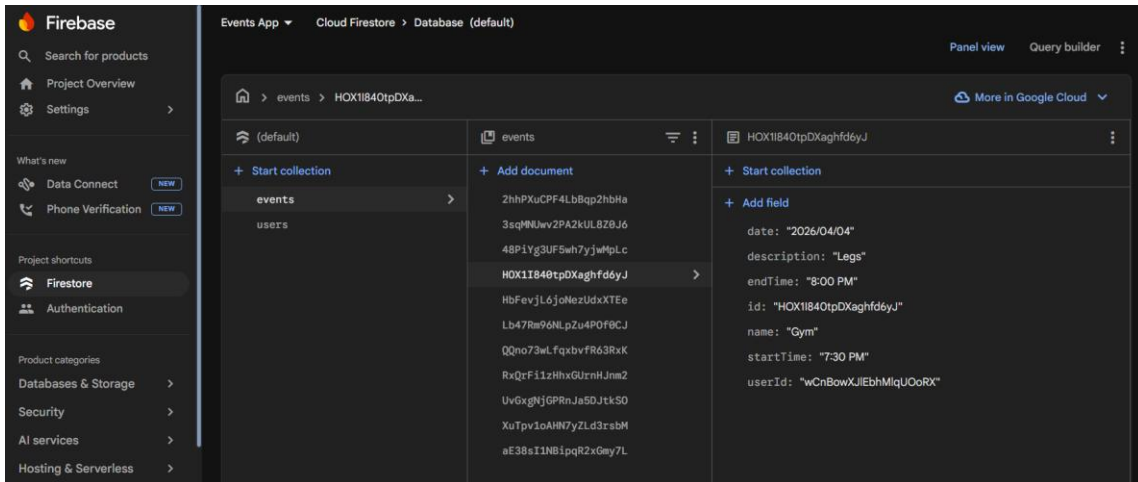 Firebase
Search for products
Project Overview
Settings
What's new
Data Connect NEW
Phone Verification NEW
Project shortcuts
Firestore
Authentication
Product categories
Databases & Storage
Security
AI services
Hosting & Serverless
Events App Cloud Firestore > Database (default)
Panel view Query builder
> events > HOX1I840tpDXa...
More in Google Cloud
(default)
+ Start collection
events
users
events
+ Add document
2hhPXuCPF4LbBqp2hbHa
3sqMNUwv2PA2kUL8Z0J6
48PiYg3UF5wh7yjwMpLc
HOX1I840tpDXaghfd6yJ
HbFevjL6joNezUdxXTEe
Lb47Rm96NLpZu4POf0CJ
QQno73wLfqxbvfR63RxK
RxQrFi1zHhxGUrnHJnm2
UvGxgNjGPRnJa5DJtkSO
XuTpv1oAHN7yZLd3rsbM
aE38sI1NBipqR2xGmy7L
HOX1I840tpDXaghfd6yJ
+ Start collection
+ Add field
date: "2026/04/04"
description: "Legs"
endTime: "8:00 PM"
id: "HOX1I840tpDXaghfd6yJ"
name: "Gym"
startTime: "7:30 PM"
userId: "wCnBowXJlEbhMlqUOoRX"